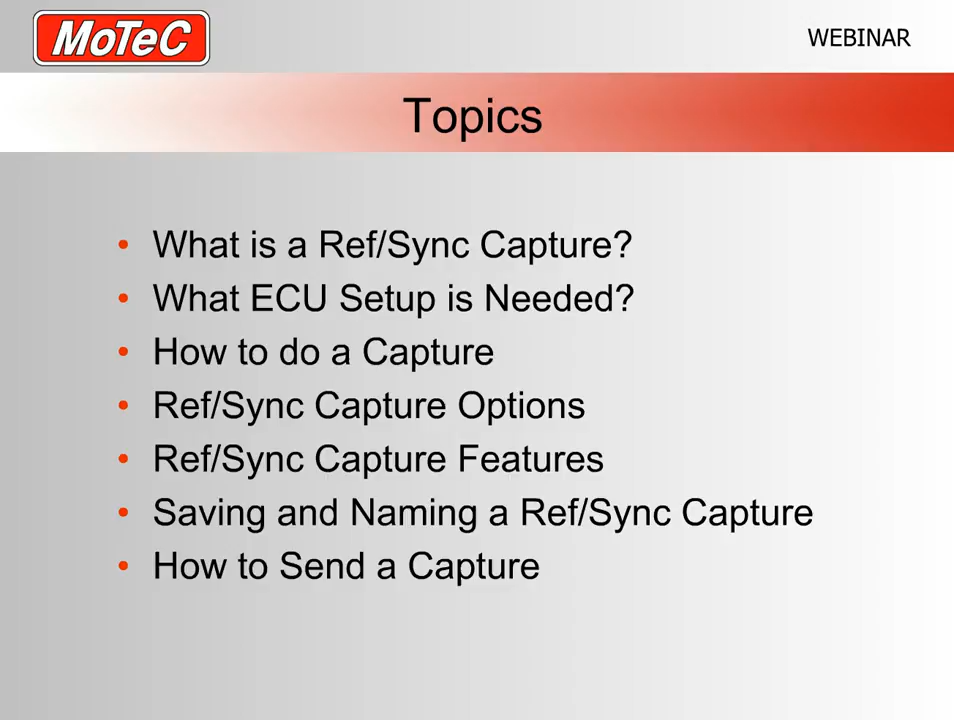 MoTeC
WEBINAR
Topics
• What is a Ref/Sync Capture?
• What ECU Setup is Needed?
• How to do a Capture
• Ref/Sync Capture Options
• Ref/Sync Capture Features
• Saving and Naming a Ref/Sync Capture
• How to Send a Capture